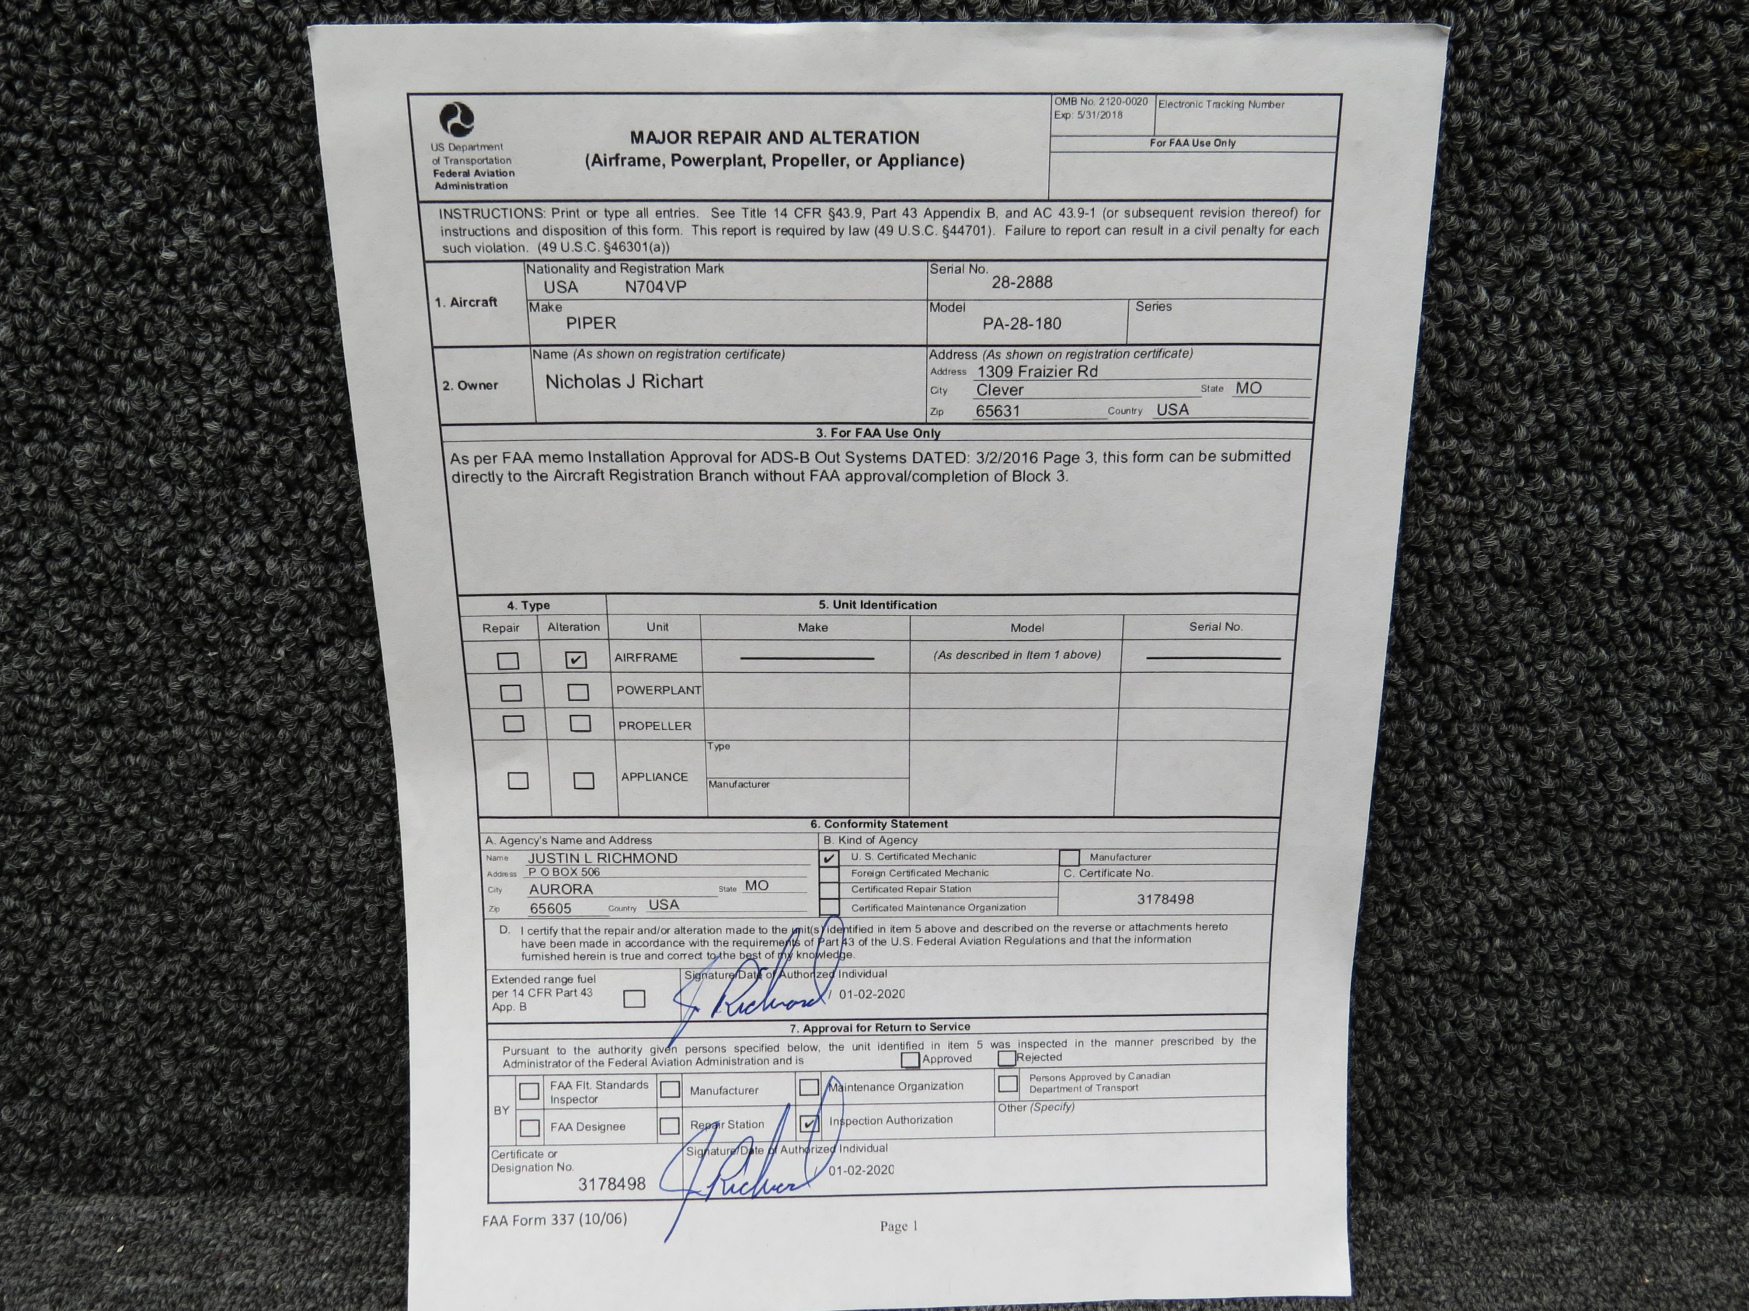 US Department
of Transportation
Federal Aviation
Administration
MAJOR REPAIR AND ALTERATION
(Airframe, Powerplant, Propeller, or Appliance)
OMB No. 2120-0020
Exp: 5/31/2018
Electronic Tracking Number
For FAA Use Only
INSTRUCTIONS: Print or type all entries. See Title 14 CFR §43.9, Part 43 Appendix B, and AC 43.9-1 (or subsequent revision thereof) for
instructions and disposition of this form. This report is required by law (49 U.S.C. §44701). Failure to report can result in a civil penalty for each
such violation. (49 U.S.C. §46301(a))
1. Aircraft
Nationality and Registration Mark
USA N704VP
Serial No.
28-2888
Make
PIPER
Model
PA-28-180
Series
2. Owner
Name (As shown on registration certificate)
Nicholas J Richart
Address (As shown on registration certificate)
Address 1309 Fraizier Rd
City Clever State MO
Zip 65631 Country USA
3. For FAA Use Only
As per FAA memo Installation Approval for ADS-B Out Systems DATED: 3/2/2016 Page 3, this form can be submitted
directly to the Aircraft Registration Branch without FAA approval/completion of Block 3.
4. Type 5. Unit Identification
Repair Alteration Unit Make Model Serial No.
✓ AIRFRAME (As described in Item 1 above)
POWERPLANT
PROPELLER
APPLIANCE
Type
Manufacturer
6. Conformity Statement
A. Agency's Name and Address
Name JUSTIN L RICHMOND
Address P O BOX 506
City AURORA State MO
Zip 65605 Country USA
B. Kind of Agency
✓ U. S. Certificated Mechanic
Manufacturer
Foreign Certificated Mechanic
C. Certificate No.
Certificated Repair Station
3178498
Certificated Maintenance Organization
D. I certify that the repair and/or alteration made to the unit(s) identified in item 5 above and described on the reverse or attachments hereto
have been made in accordance with the requirements of Part 43 of the U.S. Federal Aviation Regulations and that the information
furnished herein is true and correct to the best of my knowledge.
Extended range fuel
per 14 CFR Part 43
App. B
Signature/Date of Authorized Individual
J Richmond / 01-02-2020
7. Approval for Return to Service
Pursuant to the authority given persons specified below, the unit identified in item 5 was inspected in the manner prescribed by the
Administrator of the Federal Aviation Administration and is Approved Rejected
BY
FAA Flt. Standards
Inspector
Manufacturer
Maintenance Organization
Persons Approved by Canadian
Department of Transport
FAA Designee
Repair Station
✓ Inspection Authorization
Other (Specify)
Certificate or
Designation No.
3178498
Signature/Date of Authorized Individual
J Richmond / 01-02-2020
FAA Form 337 (10/06)
Page 1